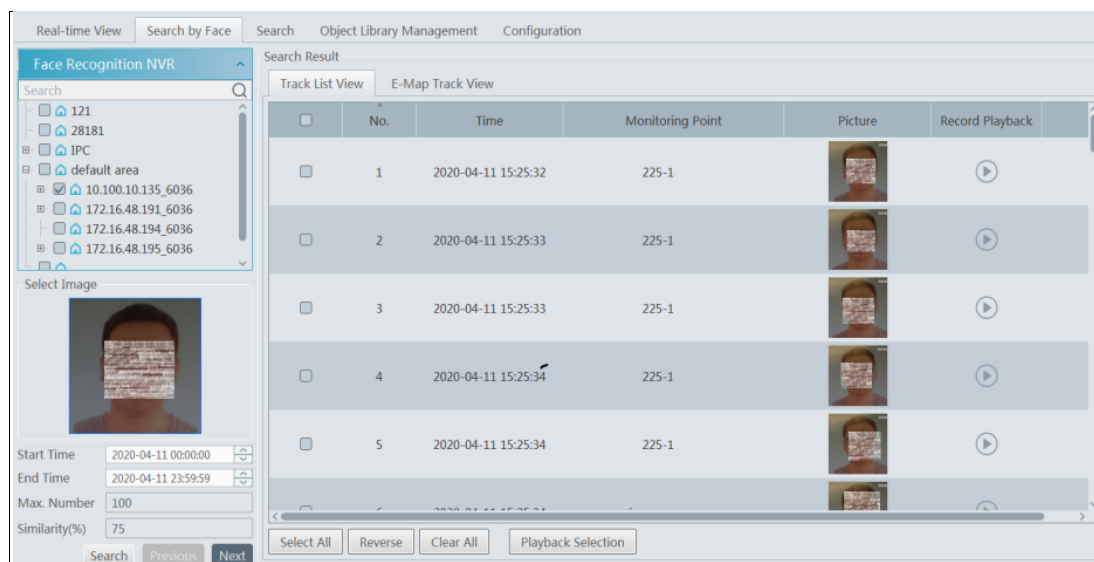 Real-time View Search by Face Search Object Library Management Configuration
Face Recognition NVR
Search
121
28181
IPC
default area
10.100.10.135_6036
172.16.48.191_6036
172.16.48.194_6036
172.16.48.195_6036
Select Image
Start Time 2020-04-11 00:00:00
End Time 2020-04-11 23:59:59
Max. Number 100
Similarity(%) 75
Search Previous Next
Search Result
Track List View E-Map Track View
No. Time Monitoring Point Picture Record Playback
1 2020-04-11 15:25:32 225-1
2 2020-04-11 15:25:33 225-1
3 2020-04-11 15:25:33 225-1
4 2020-04-11 15:25:34 225-1
5 2020-04-11 15:25:34 225-1
Select All Reverse Clear All Playback Selection